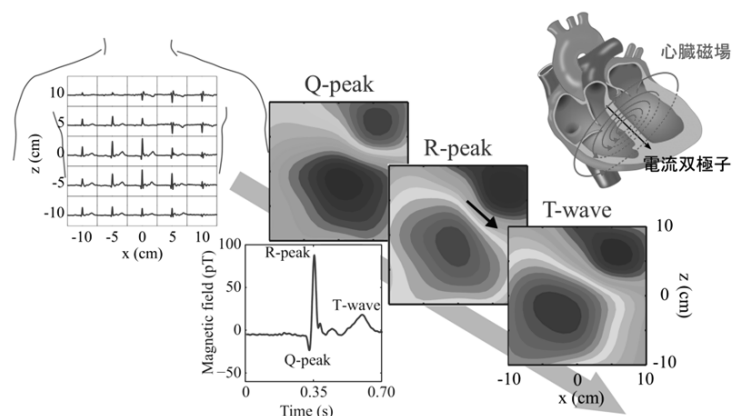 10
5
0
-5
-10
z (cm)
-10 -5 0 5 10
x (cm)
Q-peak
R-peak
T-wave
心臓磁場
電流双極子
100
50
0
−50
Magnetic field (pT)
R-peak
T-wave
Q-peak
0 0.35 0.70
Time (s)
10
0
-10
z (cm)
-10 0 10
x (cm)